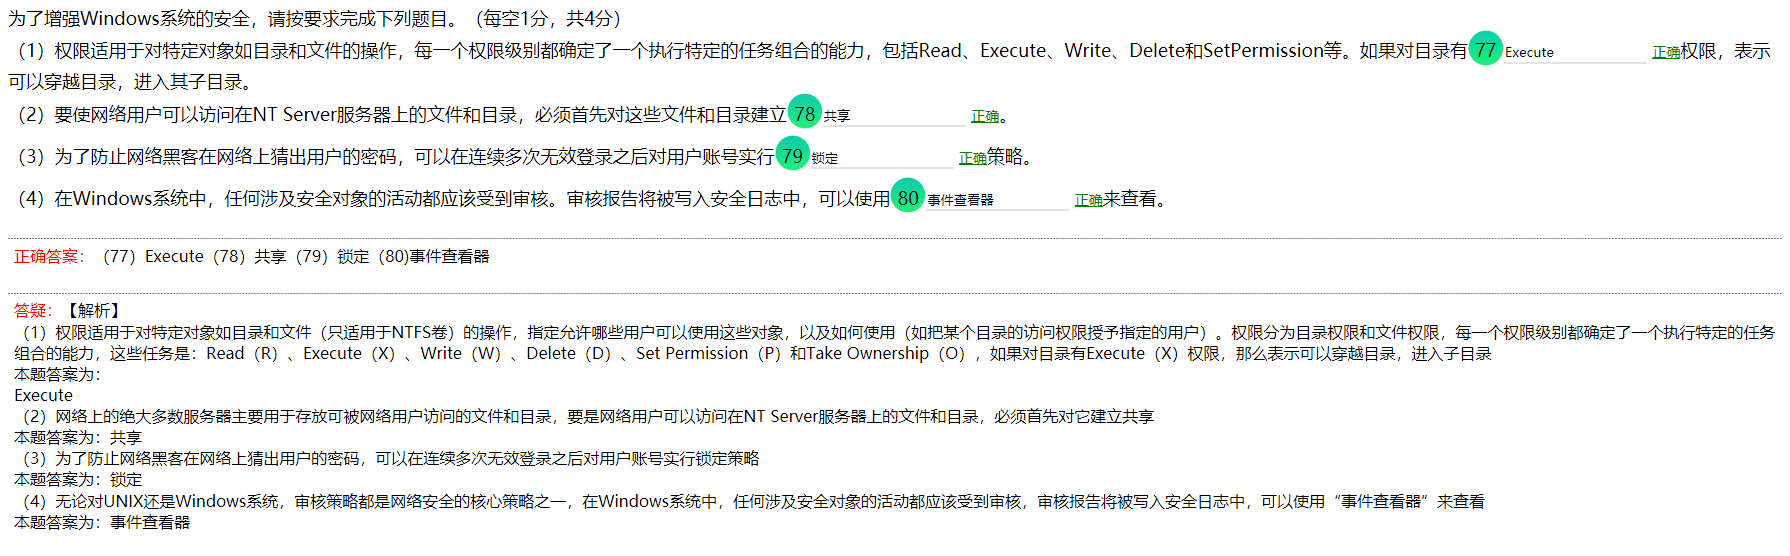 为了增强Windows系统的安全，请按要求完成下列题目。（每空1分，共4分）
（1）权限适用于对特定对象如目录和文件的操作，每一个权限级别都确定了一个执行特定的任务组合的能力，包括Read、Execute、Write、Delete和SetPermission等。如果对目录有 77 Execute 正确权限，表示
可以穿越目录，进入其子目录。
（2）要使网络用户可以访问在NT Server服务器上的文件和目录，必须首先对这些文件和目录建立 78 共享 正确。
（3）为了防止网络黑客在网络上猜出用户的密码，可以在连续多次无效登录之后对用户账号实行 79 锁定 正确策略。
（4）在Windows系统中，任何涉及安全对象的活动都应该受到审核。审核报告将被写入安全日志中，可以使用 80 事件查看器 正确来查看。
正确答案：（77）Execute（78）共享（79）锁定（80)事件查看器
答疑：【解析】
（1）权限适用于对特定对象如目录和文件（只适用于NTFS卷）的操作，指定允许哪些用户可以使用这些对象，以及如何使用（如把某个目录的访问权限授予指定的用户）。权限分为目录权限和文件权限，每一个权限级别都确定了一个执行特定的任务
组合的能力，这些任务是：Read（R）、Execute（X）、Write（W）、Delete（D）、Set Permission（P）和Take Ownership（O），如果对目录有Execute（X）权限，那么表示可以穿越目录，进入子目录
本题答案为：
Execute
（2）网络上的绝大多数服务器主要用于存放可被网络用户访问的文件和目录，要是网络用户可以访问在NT Server服务器上的文件和目录，必须首先对它建立共享
本题答案为：共享
（3）为了防止网络黑客在网络上猜出用户的密码，可以在连续多次无效登录之后对用户账号实行锁定策略
本题答案为：锁定
（4）无论对UNIX还是Windows系统，审核策略都是网络安全的核心策略之一，在Windows系统中，任何涉及安全对象的活动都应该受到审核，审核报告将被写入安全日志中，可以使用“事件查看器”来查看
本题答案为：事件查看器